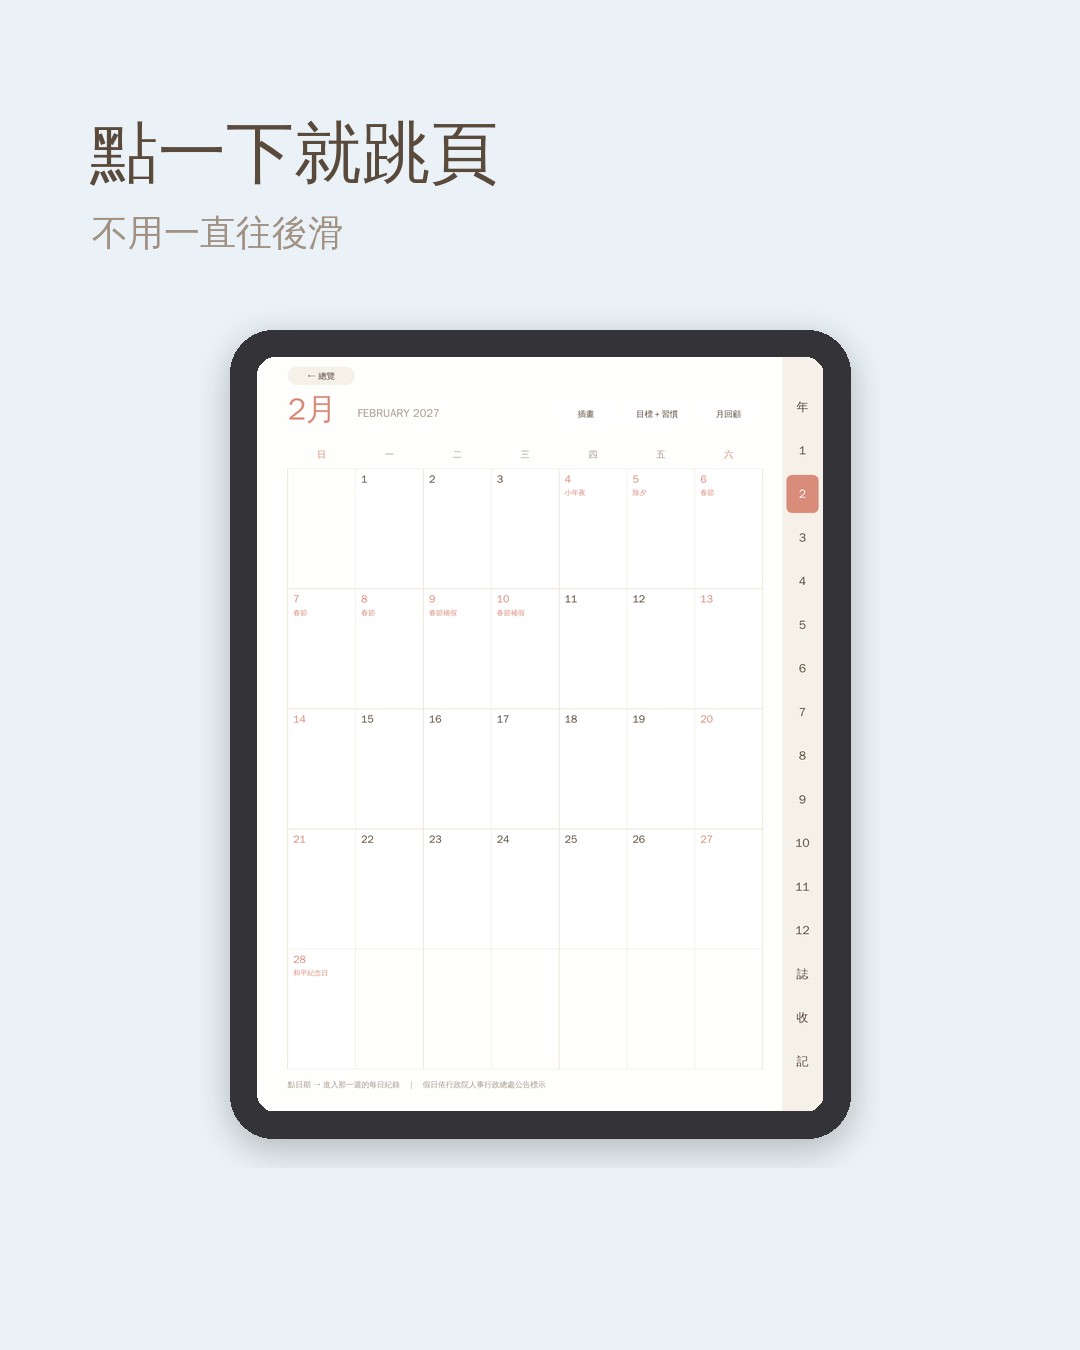 點一下就跳頁
不用一直往後滑
← 總覽
2月 FEBRUARY 2027 插畫 目標＋習慣 月回顧
日 一 二 三 四 五 六
1 2 3 4 5 6
小年夜 除夕 春節
7 8 9 10 11 12 13
春節 春節 春節補假 春節補假
14 15 16 17 18 19 20
21 22 23 24 25 26 27
28
和平紀念日
點日期 → 進入那一週的每日紀錄 | 假日依行政院人事行政總處公告標示
年
1
2
3
4
5
6
7
8
9
10
11
12
誌
收
記